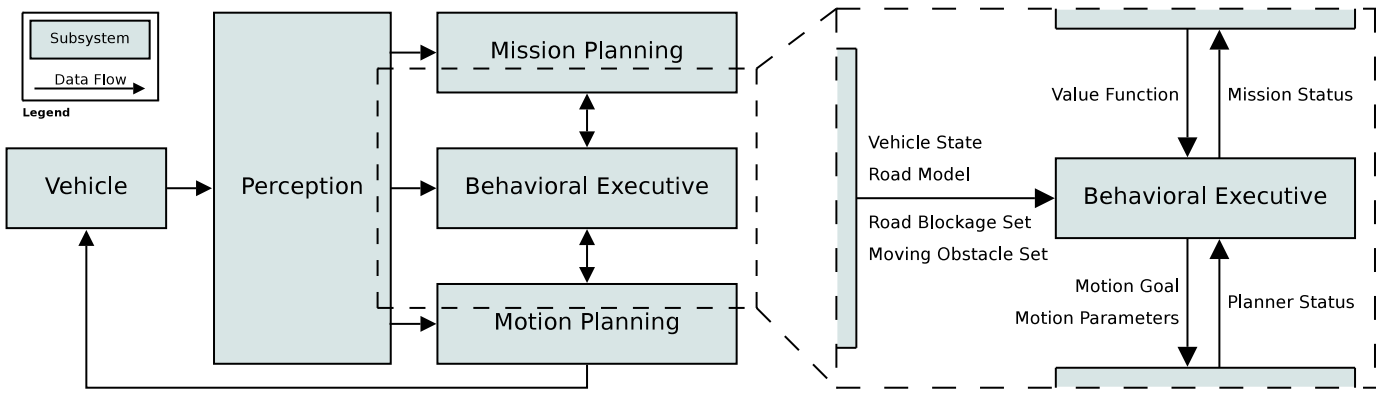 Subsystem
Data Flow
Legend
Vehicle
Perception
Mission Planning
Behavioral Executive
Motion Planning
Value Function
Mission Status
Vehicle State
Road Model
Road Blockage Set
Moving Obstacle Set
Behavioral Executive
Motion Goal
Motion Parameters
Planner Status